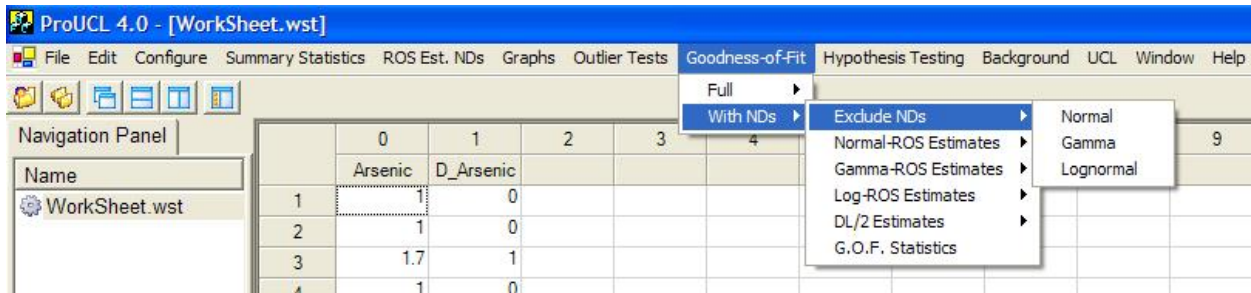 ProUCL 4.0 - [WorkSheet.wst]
File Edit Configure Summary Statistics ROS Est. NDs Graphs Outlier Tests Goodness-of-Fit Hypothesis Testing Background UCL Window Help
Full
With NDs
Exclude NDs
Normal-ROS Estimates
Gamma-ROS Estimates
Log-ROS Estimates
DL/2 Estimates
G.O.F. Statistics
Normal
Gamma
Lognormal
Navigation Panel
Name
WorkSheet.wst
0 1 2 3 4 9
Arsenic D_Arsenic
1 1 0
2 1 0
3 1.7 1
4 1 0